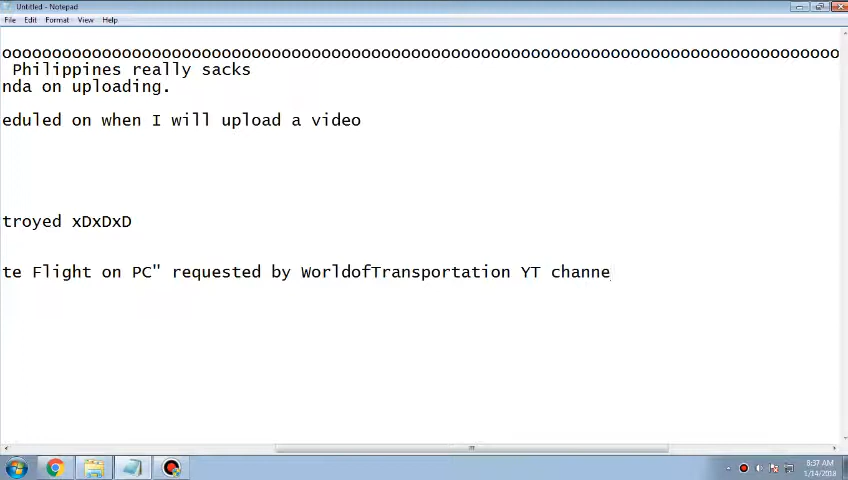 Untitled - Notepad
File Edit Format View Help
ooooooooooooooooooooooooooooooooooooooooooooooooooooooooooooooooooooooooooooooooooo
Philippines really sacks
nda on uploading.
eduled on when I will upload a video
troyed xDxDxD
te Flight on PC" requested by WorldofTransportation YT channe
8:37 AM
1/14/2018